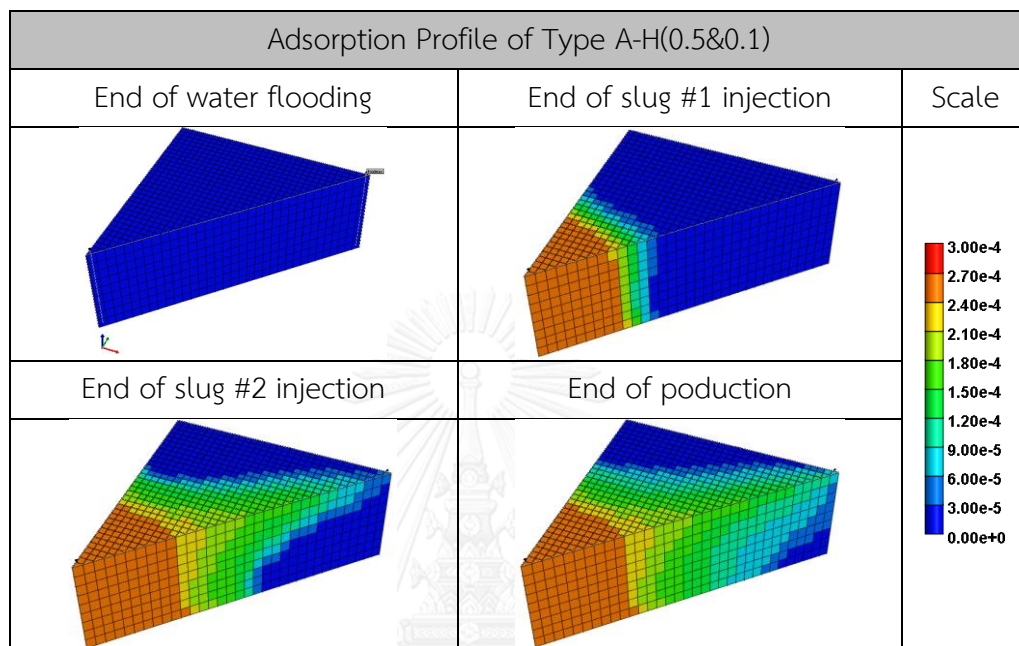 Adsorption Profile of Type A-H(0.5&0.1)
End of water flooding
End of slug #1 injection
Scale
3.00e-4
2.70e-4
2.40e-4
2.10e-4
1.80e-4
1.50e-4
1.20e-4
9.00e-5
6.00e-5
3.00e-5
0.00e+0
End of slug #2 injection
End of poduction